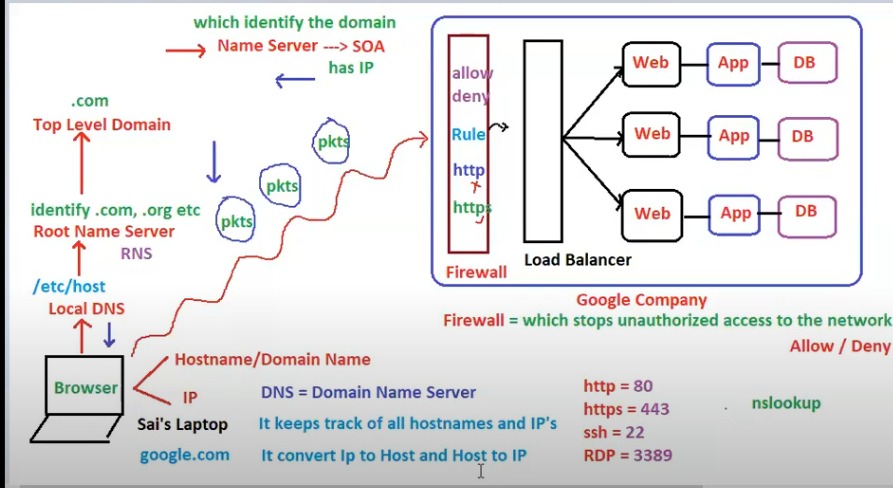 which identify the domain
Name Server ---> SOA
has IP
.com
Top Level Domain
identify .com, .org etc
Root Name Server
RNS
/etc/host
Local DNS
Browser
Sai's Laptop
google.com
Hostname/Domain Name
IP
DNS = Domain Name Server
It keeps track of all hostnames and IP's
It convert Ip to Host and Host to IP
pkts
pkts
pkts
allow
deny
Rule
http
https
Firewall
Load Balancer
Web
App
DB
Web
App
DB
Web
App
DB
Google Company
Firewall = which stops unauthorized access to the network
Allow / Deny
http = 80
https = 443
ssh = 22
RDP = 3389
nslookup